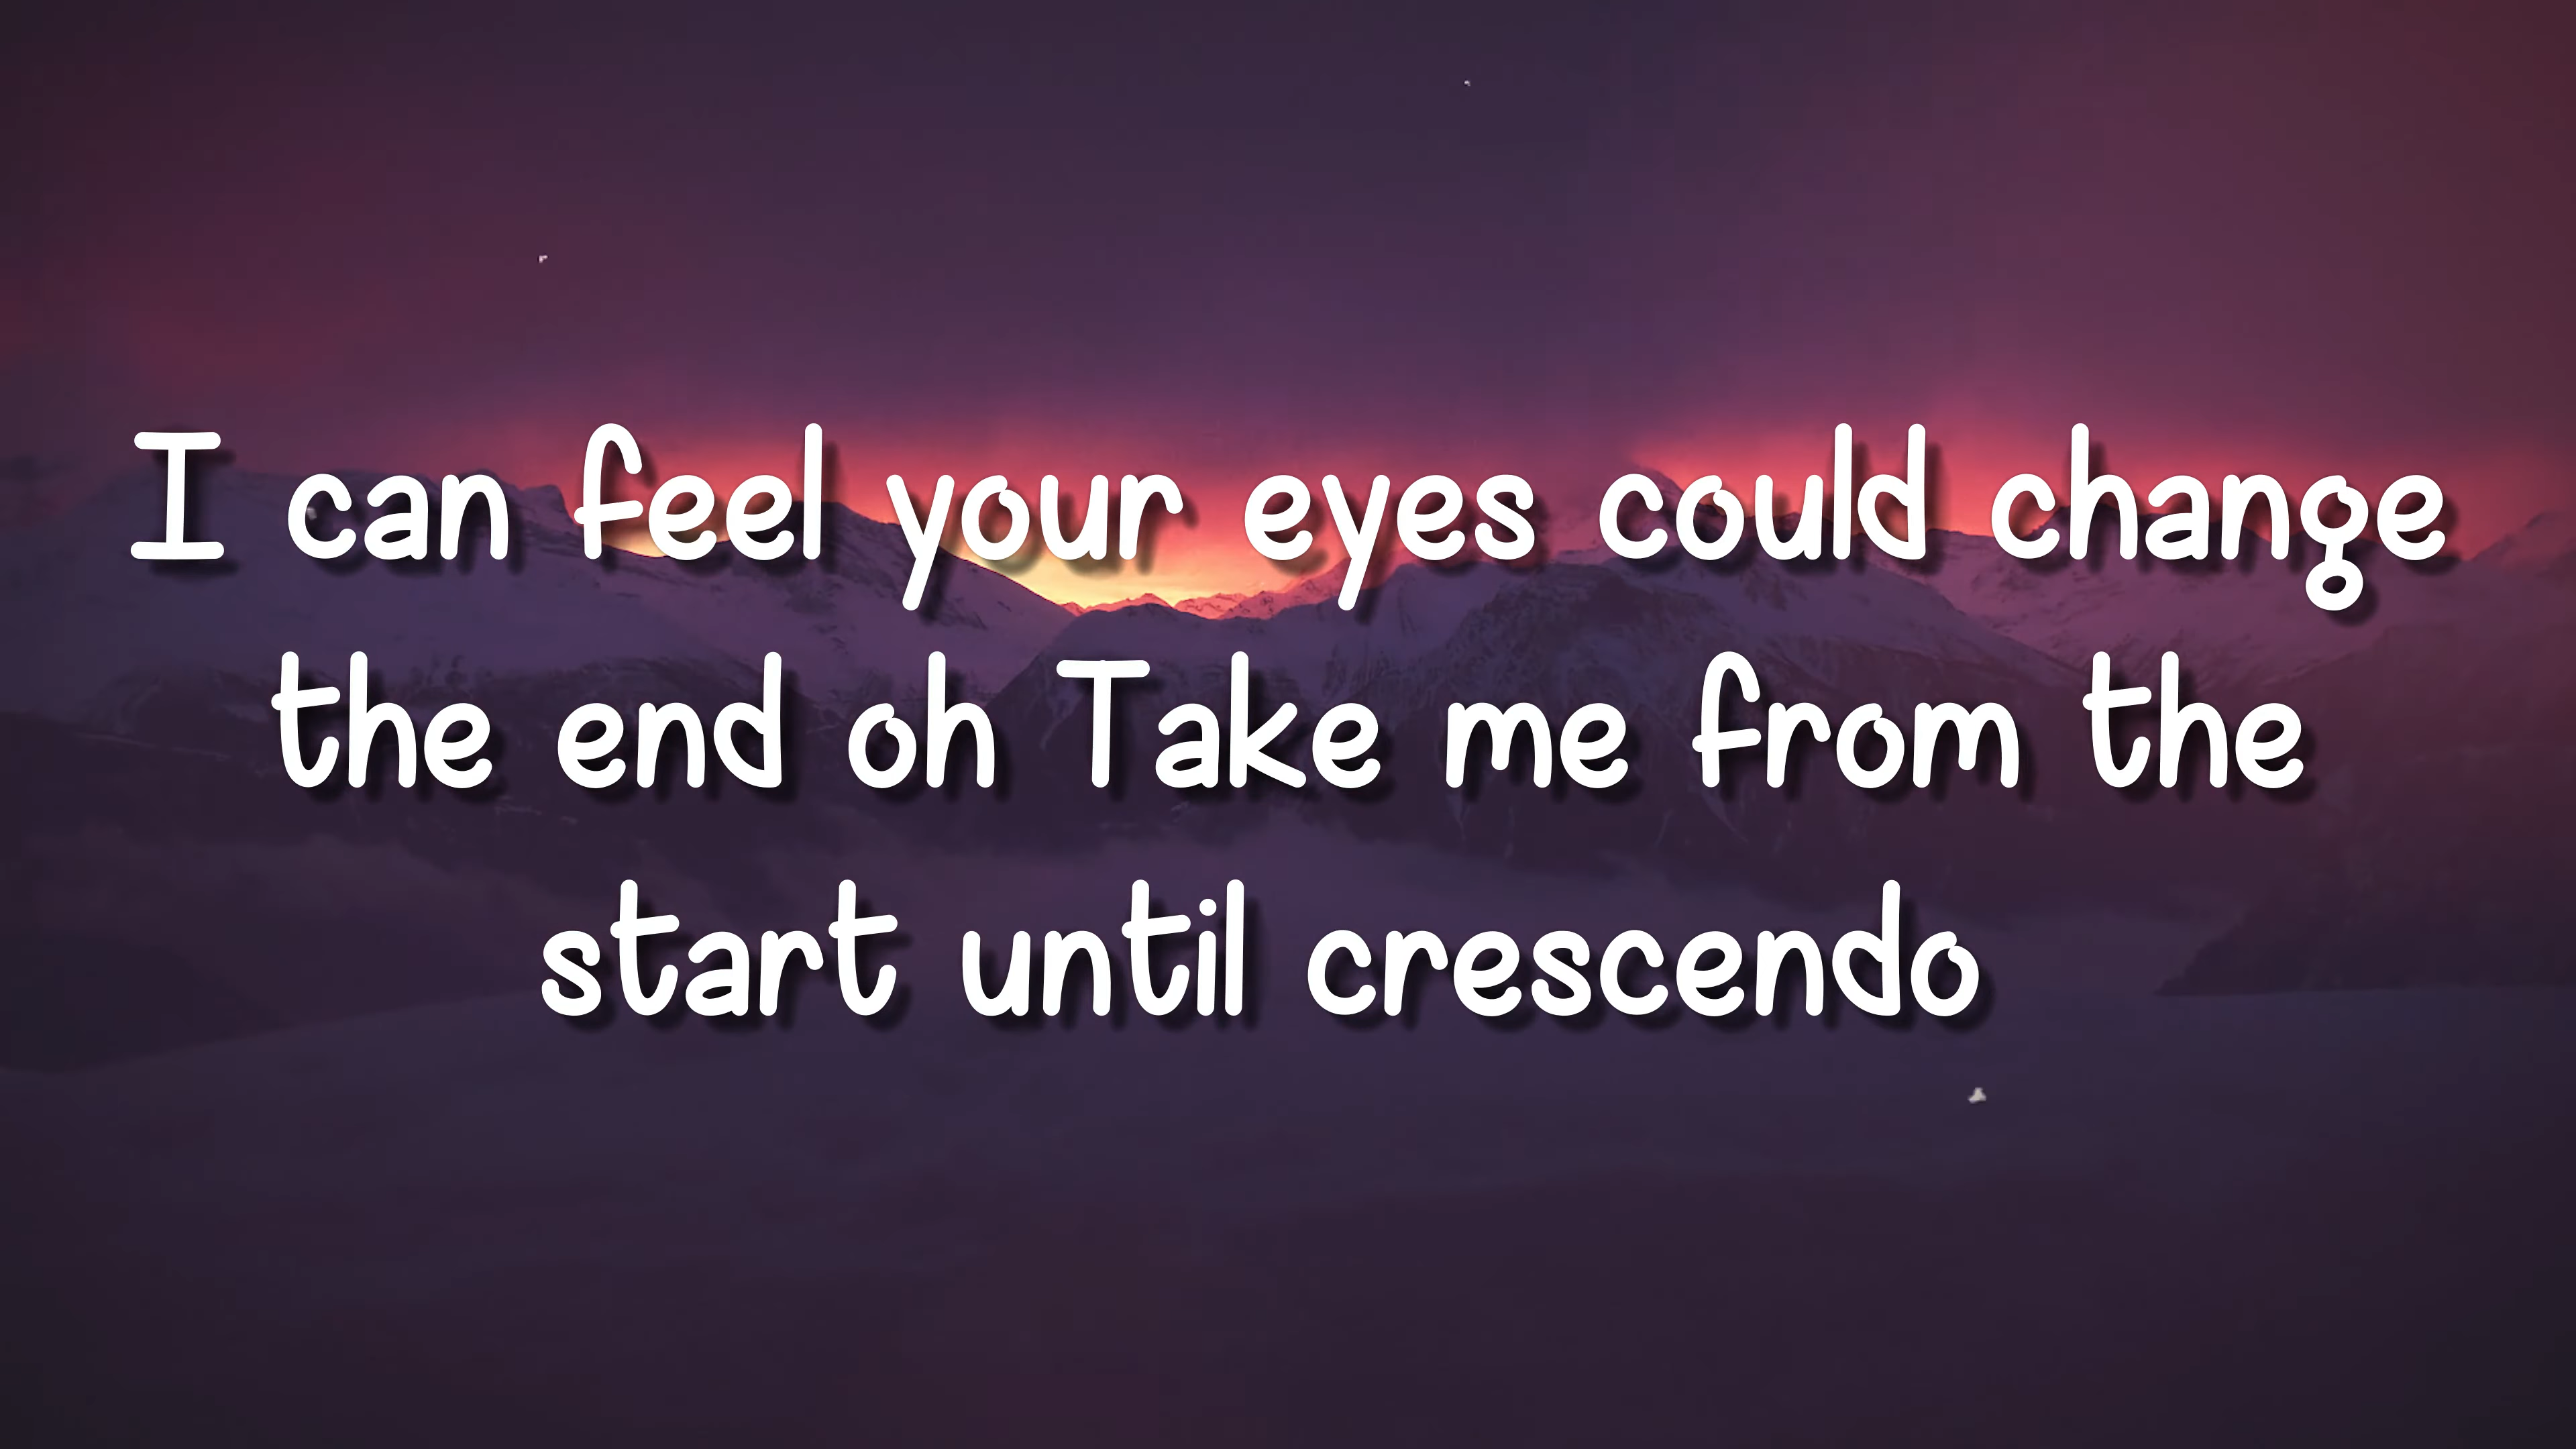 I can feel your eyes could change
the end oh Take me from the
start until crescendo